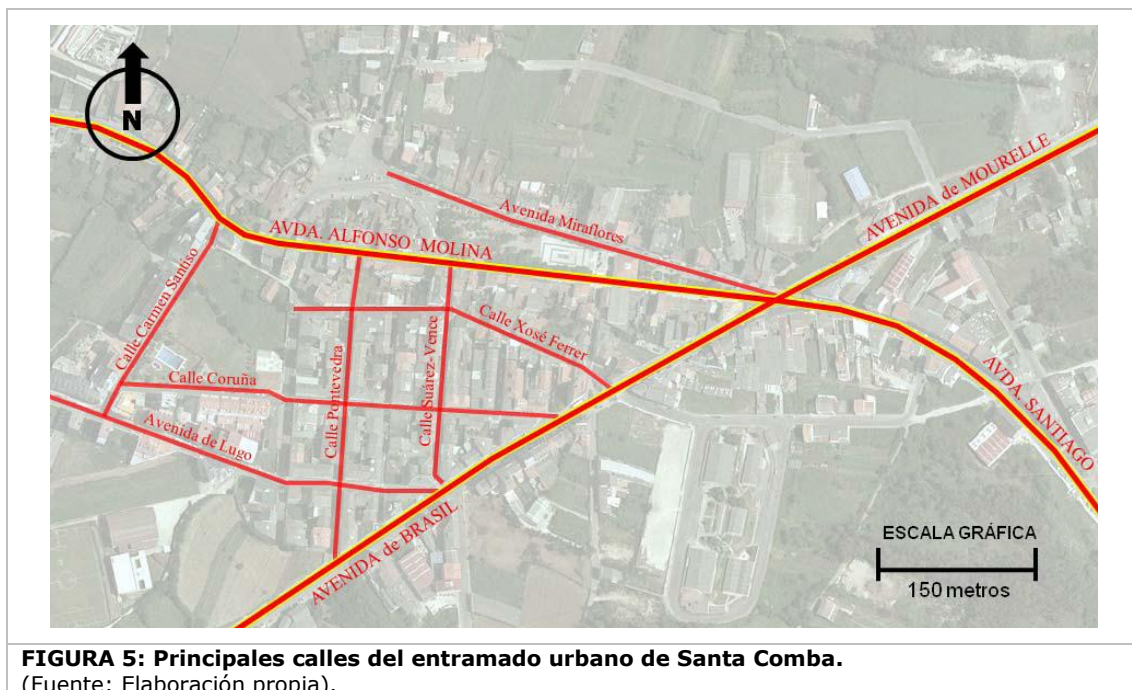 N
AVENIDA de MOURELLE
Avenida Miraflores
AVDA. ALFONSO MOLINA
Calle Carmen Santiso
Calle Xosé Ferrer
Calle Pontevedra
Calle Suárez-Vence
Calle Coruña
AVDA. SANTIAGO
Avenida de Lugo
AVENIDA de BRASIL
ESCALA GRÁFICA
150 metros
FIGURA 5: Principales calles del entramado urbano de Santa Comba.
(Fuente: Elaboración propia).